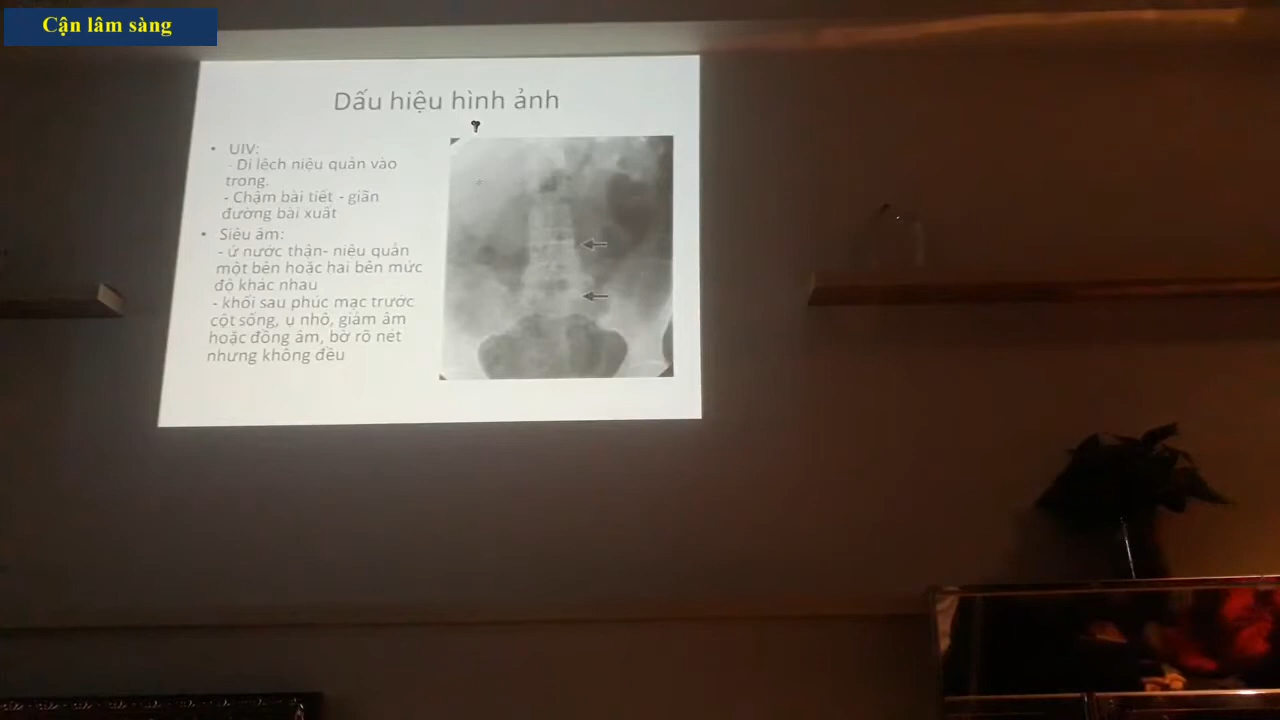 Cận lâm sàng
Dấu hiệu hình ảnh
• UIV:
- Di lệch niệu quản vào
trong.
- Chậm bài tiết - giãn
đường bài xuất
• Siêu âm:
- ứ nước thận- niệu quản
một bên hoặc hai bên mức
độ khác nhau
- khối sau phúc mạc trước
cột sống, ụ nhô, giảm âm
hoặc đồng âm, bờ rõ nét
nhưng không đều